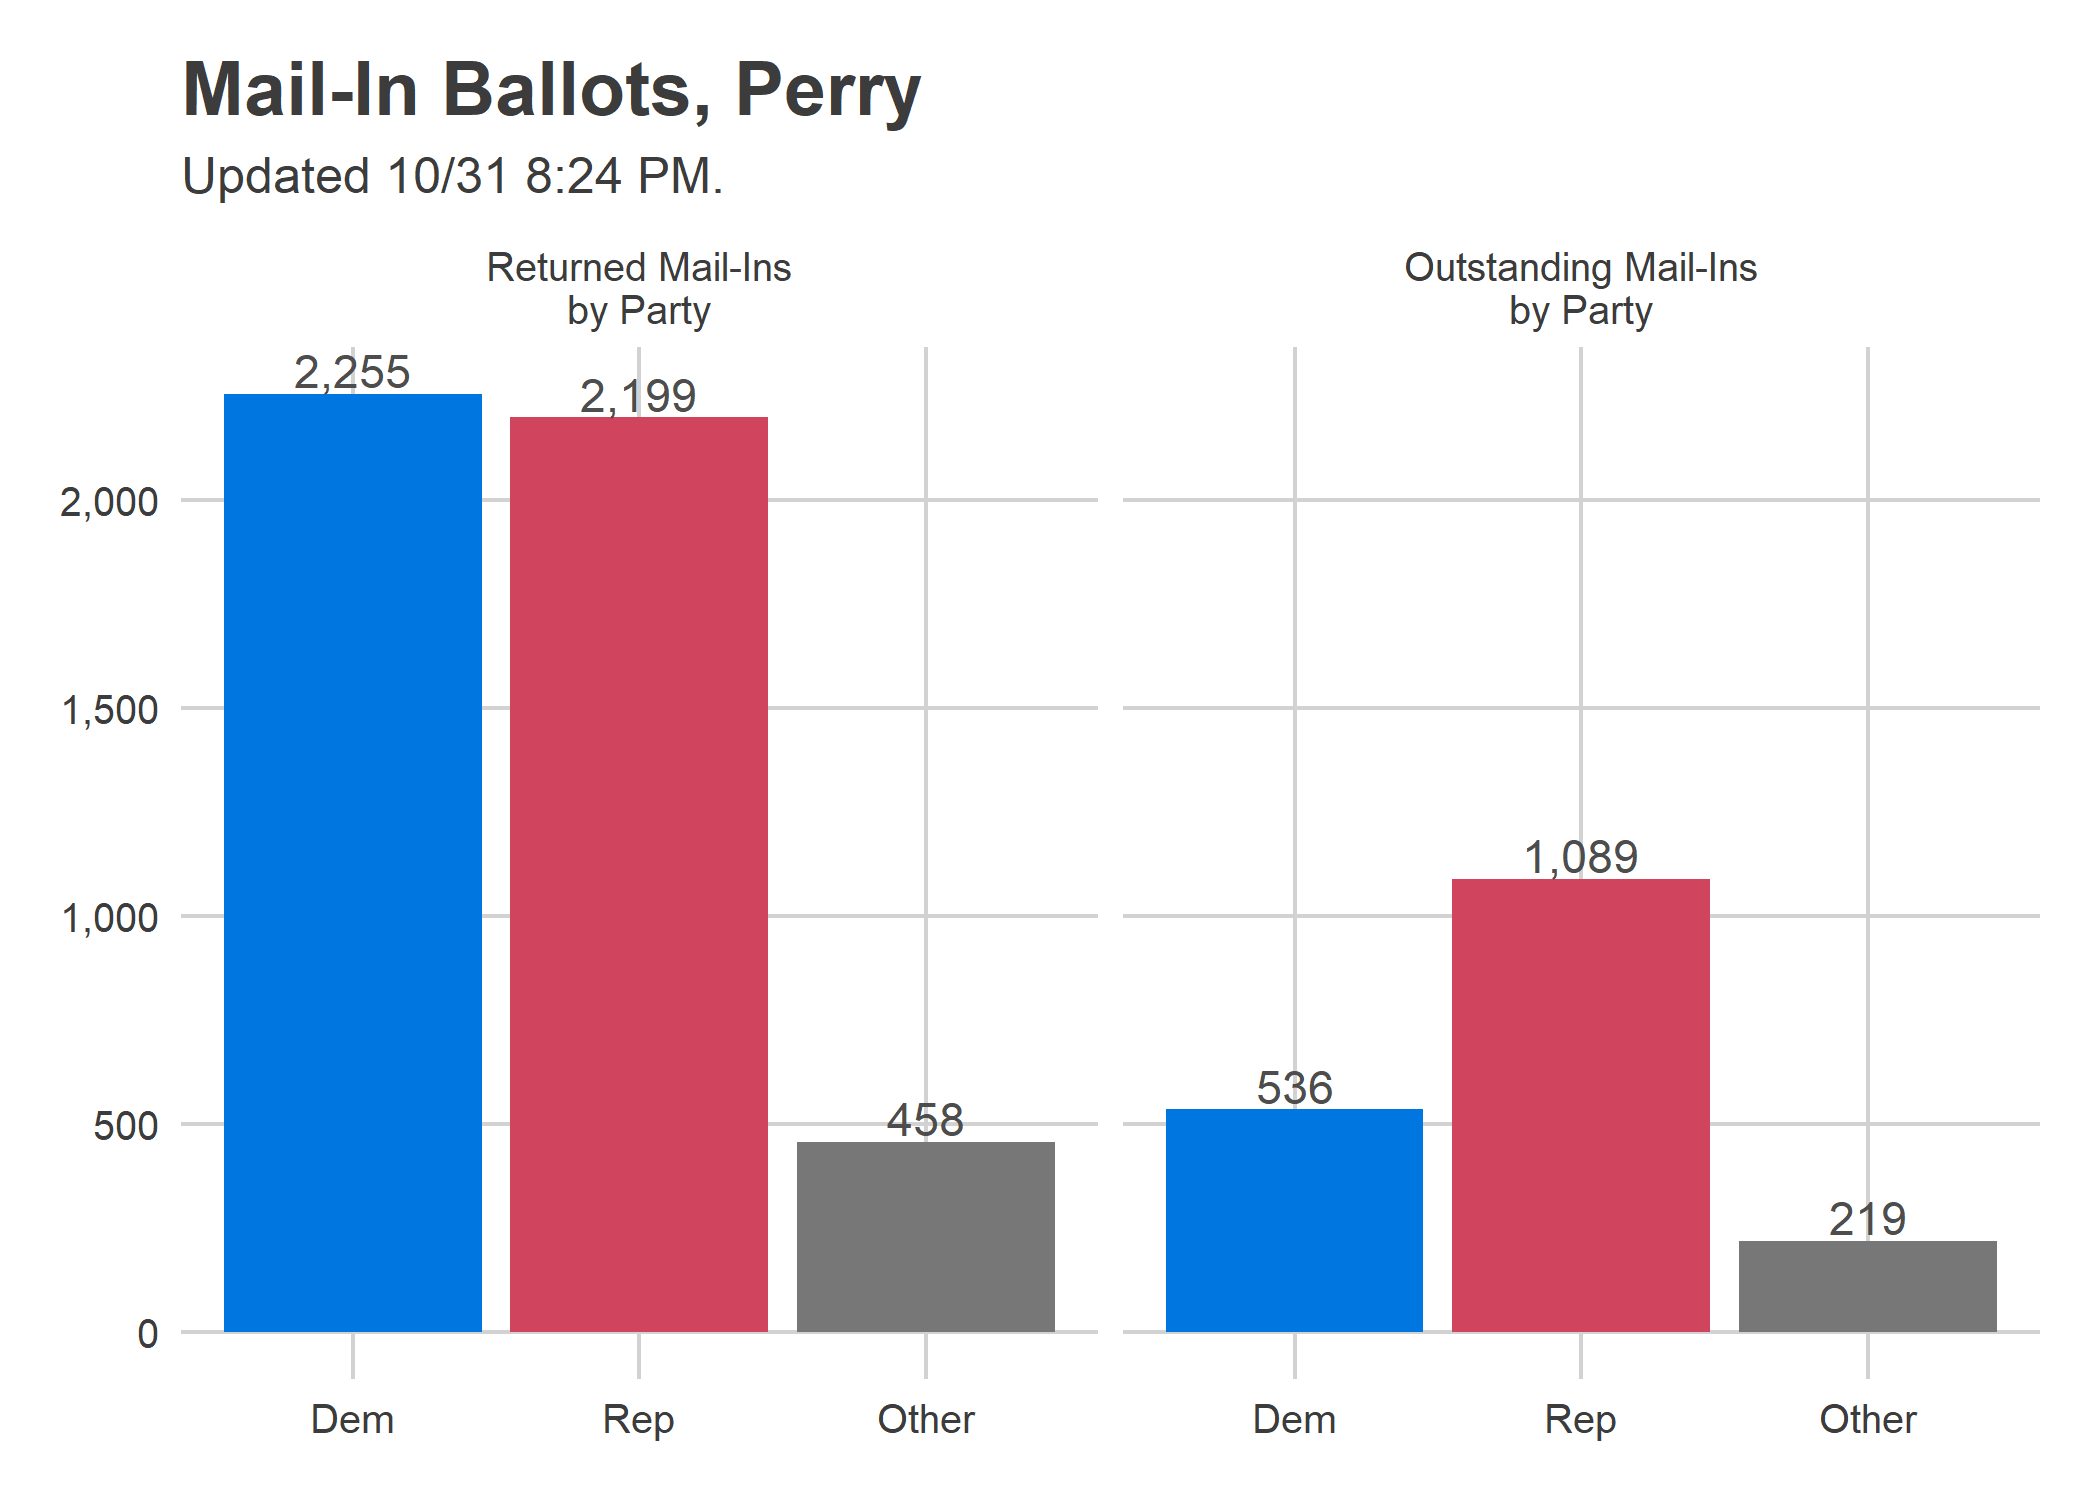 Mail-In Ballots, Perry
Updated 10/31 8:24 PM.
Returned Mail-Ins
by Party
Outstanding Mail-Ins
by Party
2,255
2,199
458
536
1,089
219
2,000
1,500
1,000
500
0
Dem
Rep
Other
Dem
Rep
Other